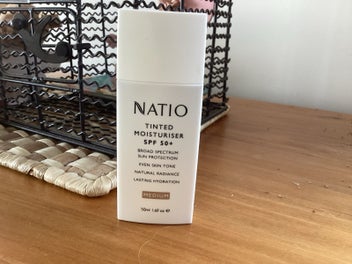 NATIO
TINTED
MOISTURISER
SPF 50+
BROAD SPECTRUM
SUN PROTECTION
EVEN SKIN TONE
NATURAL RADIANCE
LASTING HYDRATION
MEDIUM
50ml 1.69 fl oz ℮